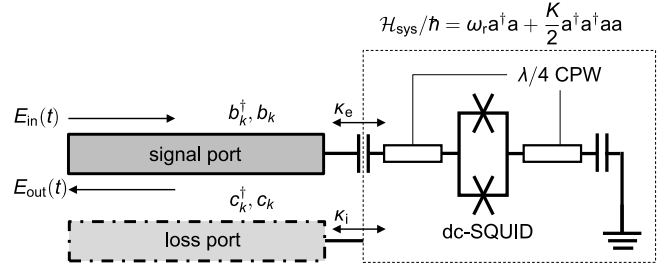 ℋ_sys/ħ = ω_r a†a + K/2 a†a†aa
λ/4 CPW
E_in(t)
b_k†, b_k
κ_e
signal port
E_out(t)
c_k†, c_k
κ_i
loss port
dc-SQUID